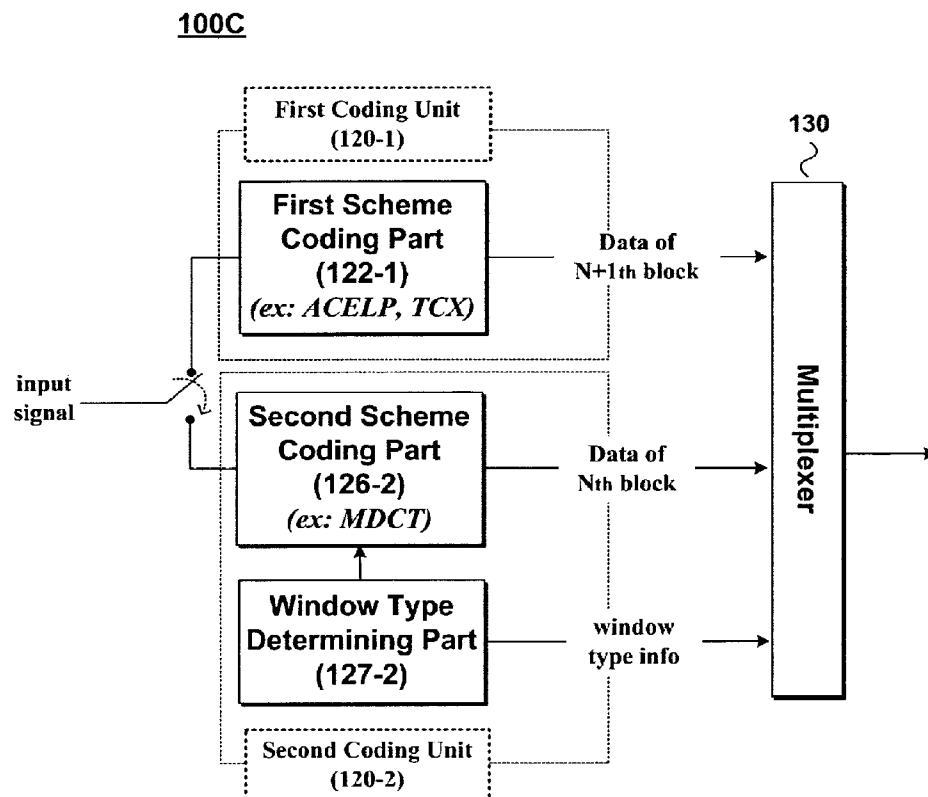 100C
First Coding Unit
(120-1)
130
First Scheme
Coding Part
(122-1)
(ex: ACELP, TCX)
Data of
N+1th block
input
signal
Second Scheme
Coding Part
(126-2)
(ex: MDCT)
Data of
Nth block
Multiplexer
Window Type
Determining Part
(127-2)
window
type info
Second Coding Unit
(120-2)